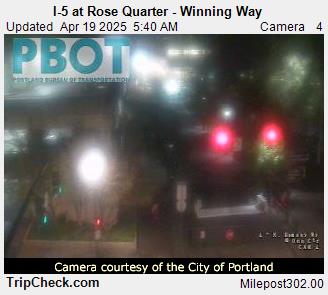 I-5 at Rose Quarter - Winning Way
Updated Apr 19 2025 5:40 AM Camera 4
PBOT
PORTLAND BUREAU OF TRANSPORTATION
Camera courtesy of the City of Portland
TripCheck.com Milepost302.00